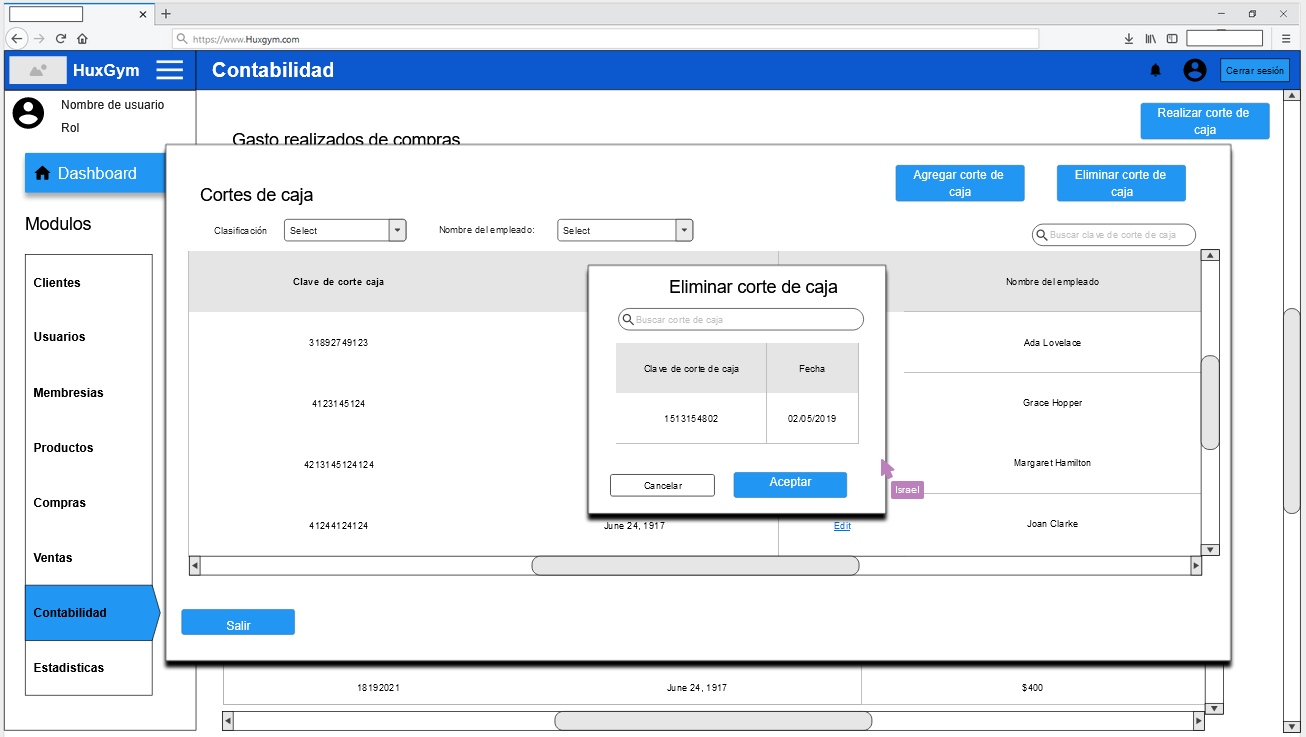 https://www.Huxgym.com
HuxGym
Contabilidad
Cerrar sesión
Nombre de usuario
Rol
Realizar corte de
caja
Gasto realizados de compras
Dashboard
Modulos
Clientes
Usuarios
Membresias
Productos
Compras
Ventas
Contabilidad
Estadisticas
Cortes de caja
Agregar corte de
caja
Eliminar corte de
caja
Clasificación
Select
Nombre del empleado:
Select
Buscar clave de corte de caja
Clave de corte caja
Nombre del empleado
31892749123
Ada Lovelace
4123145124
Grace Hopper
4213145124124
Margaret Hamilton
41244124124
June 24, 1917
Edit
Joan Clarke
Eliminar corte de caja
Buscar corte de caja
Clave de corte de caja
Fecha
1513154802
02/05/2019
Cancelar
Aceptar
Israel
Salir
18192021
June 24, 1917
$400